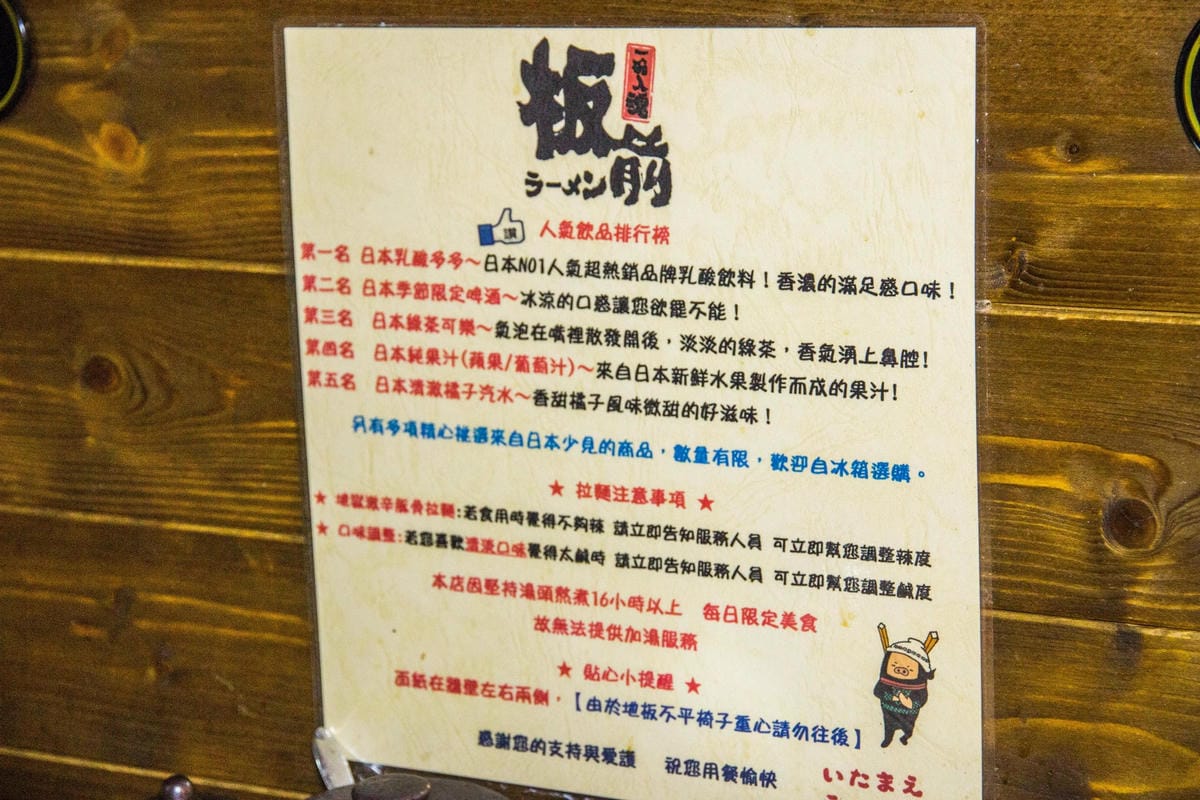 板前
一麺入魂
ラーメン
讃
人氣飲品排行榜
第一名 日本乳酸多多～日本NO1人氣超熱銷品牌乳酸飲料！香濃的滿足感口味！
第二名 日本季節限定啤酒～冰涼的口感讓您欲罷不能！
第三名 日本綠茶可樂～氣泡在嘴裡散發開後，淡淡的綠茶，香氣湧上鼻腔!
第四名 日本純果汁(蘋果/葡萄汁)～來自日本新鮮水果製作而成的果汁!
第五名 日本清澈橘子汽水～香甜橘子風味微甜的好滋味！
另有多項精心挑選來自日本少見的商品，數量有限，歡迎自冰箱選購。
★ 拉麵注意事項 ★
★ 地獄激辛豚骨拉麵:若食用時覺得不夠辣 請立即告知服務人員 可立即幫您調整辣度
★ 口味調整:若您喜歡清淡口味覺得太鹹時 請立即告知服務人員 可立即幫您調整鹹度
本店因堅持湯頭熬煮16小時以上 每日限定美食
故無法提供加湯服務
★ 貼心小提醒 ★
面紙在牆壁左右兩側，【由於地板不平椅子重心請勿往後】
感謝您的支持與愛護 祝您用餐愉快
いたまえ